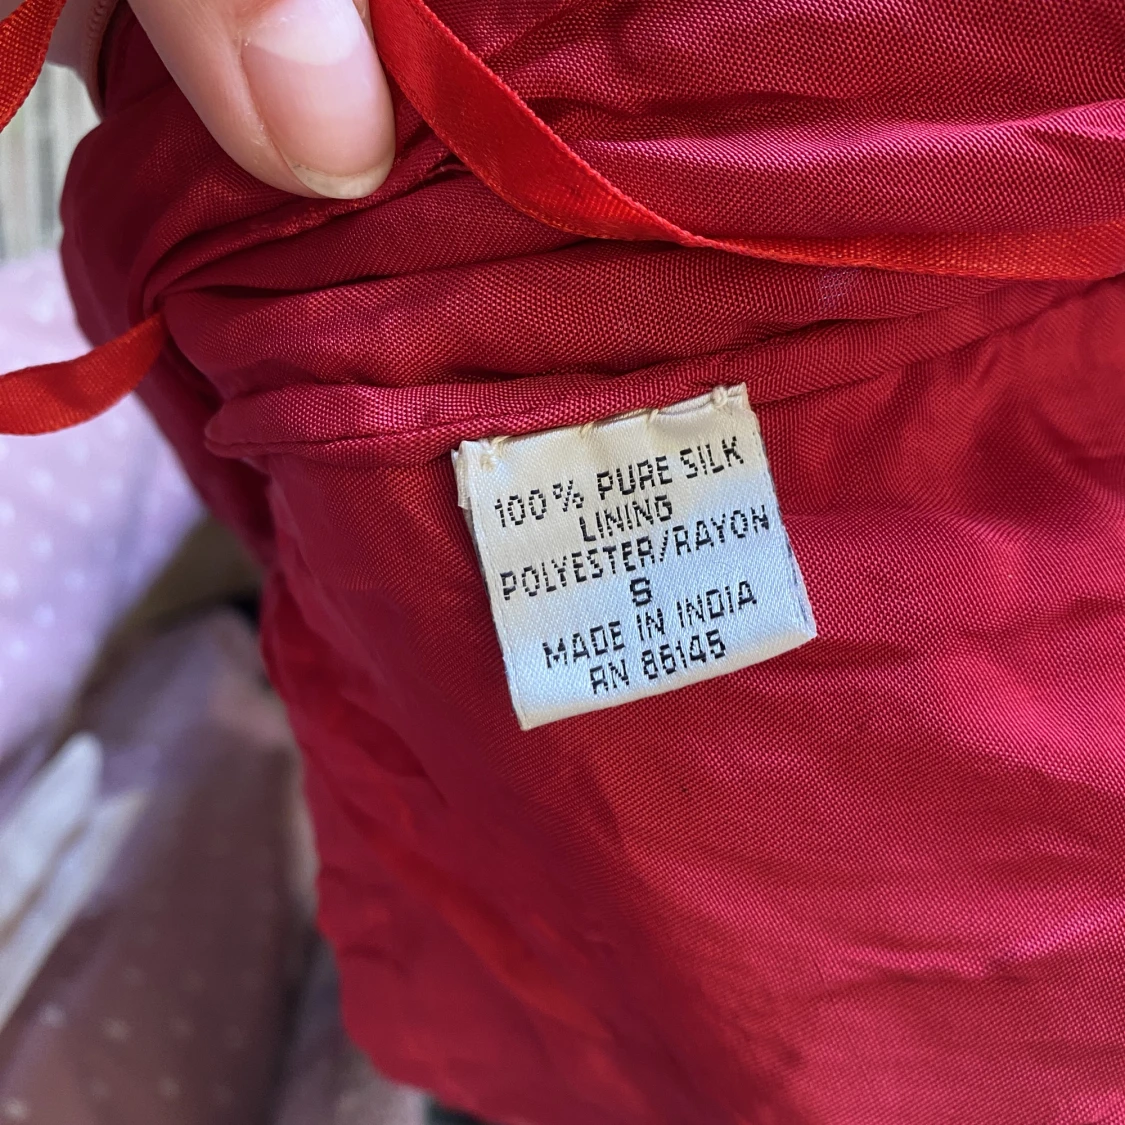 100% PURE SILK
LINING
POLYESTER/RAYON
S
MADE IN INDIA
RN 86145